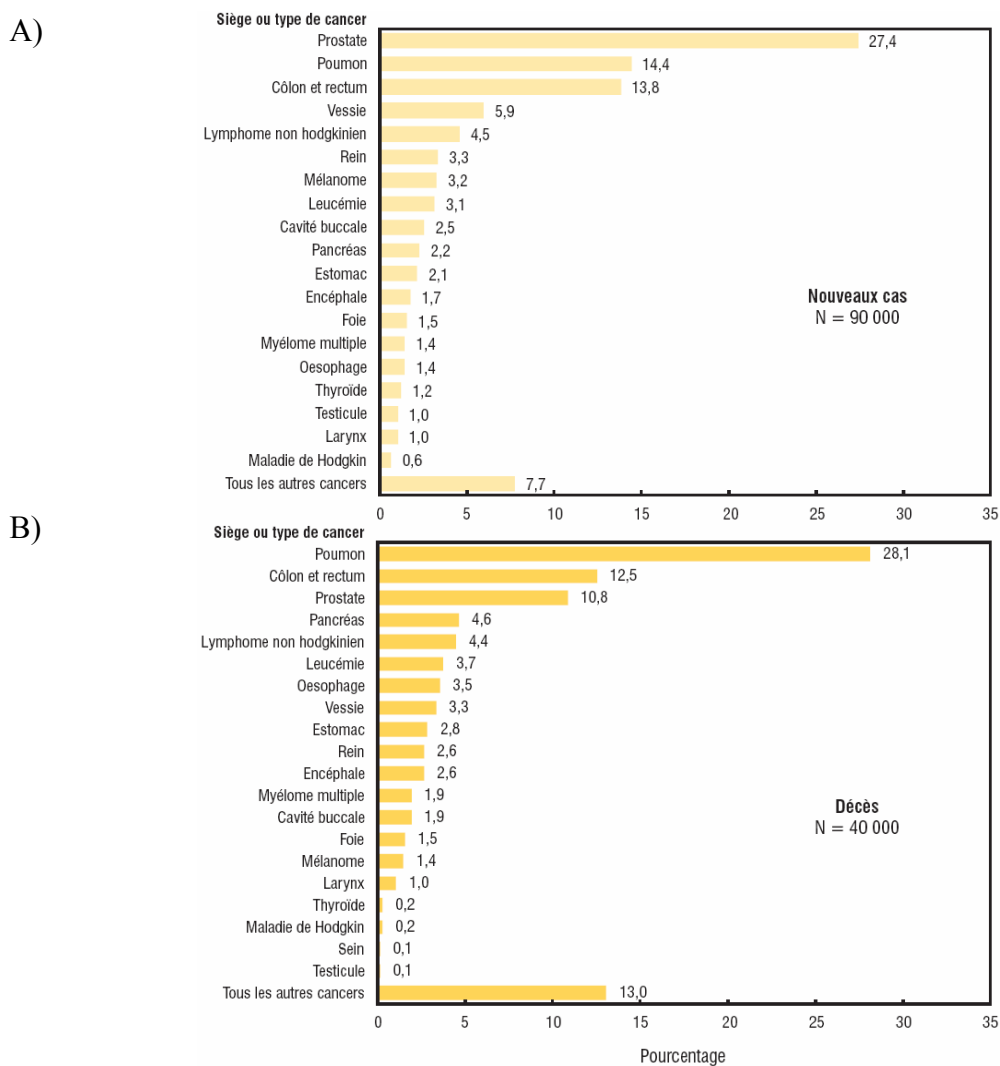 A)
Siège ou type de cancer
Prostate 27,4
Poumon 14,4
Côlon et rectum 13,8
Vessie 5,9
Lymphome non hodgkinien 4,5
Rein 3,3
Mélanome 3,2
Leucémie 3,1
Cavité buccale 2,5
Pancréas 2,2
Estomac 2,1
Encéphale 1,7
Foie 1,5
Myélome multiple 1,4
Oesophage 1,4
Thyroïde 1,2
Testicule 1,0
Larynx 1,0
Maladie de Hodgkin 0,6
Tous les autres cancers 7,7
Nouveaux cas
N = 90 000
0 5 10 15 20 25 30 35
B)
Siège ou type de cancer
Poumon 28,1
Côlon et rectum 12,5
Prostate 10,8
Pancréas 4,6
Lymphome non hodgkinien 4,4
Leucémie 3,7
Oesophage 3,5
Vessie 3,3
Estomac 2,8
Rein 2,6
Encéphale 2,6
Myélome multiple 1,9
Cavité buccale 1,9
Foie 1,5
Mélanome 1,4
Larynx 1,0
Thyroïde 0,2
Maladie de Hodgkin 0,2
Sein 0,1
Testicule 0,1
Tous les autres cancers 13,0
Décès
N = 40 000
0 5 10 15 20 25 30 35
Pourcentage